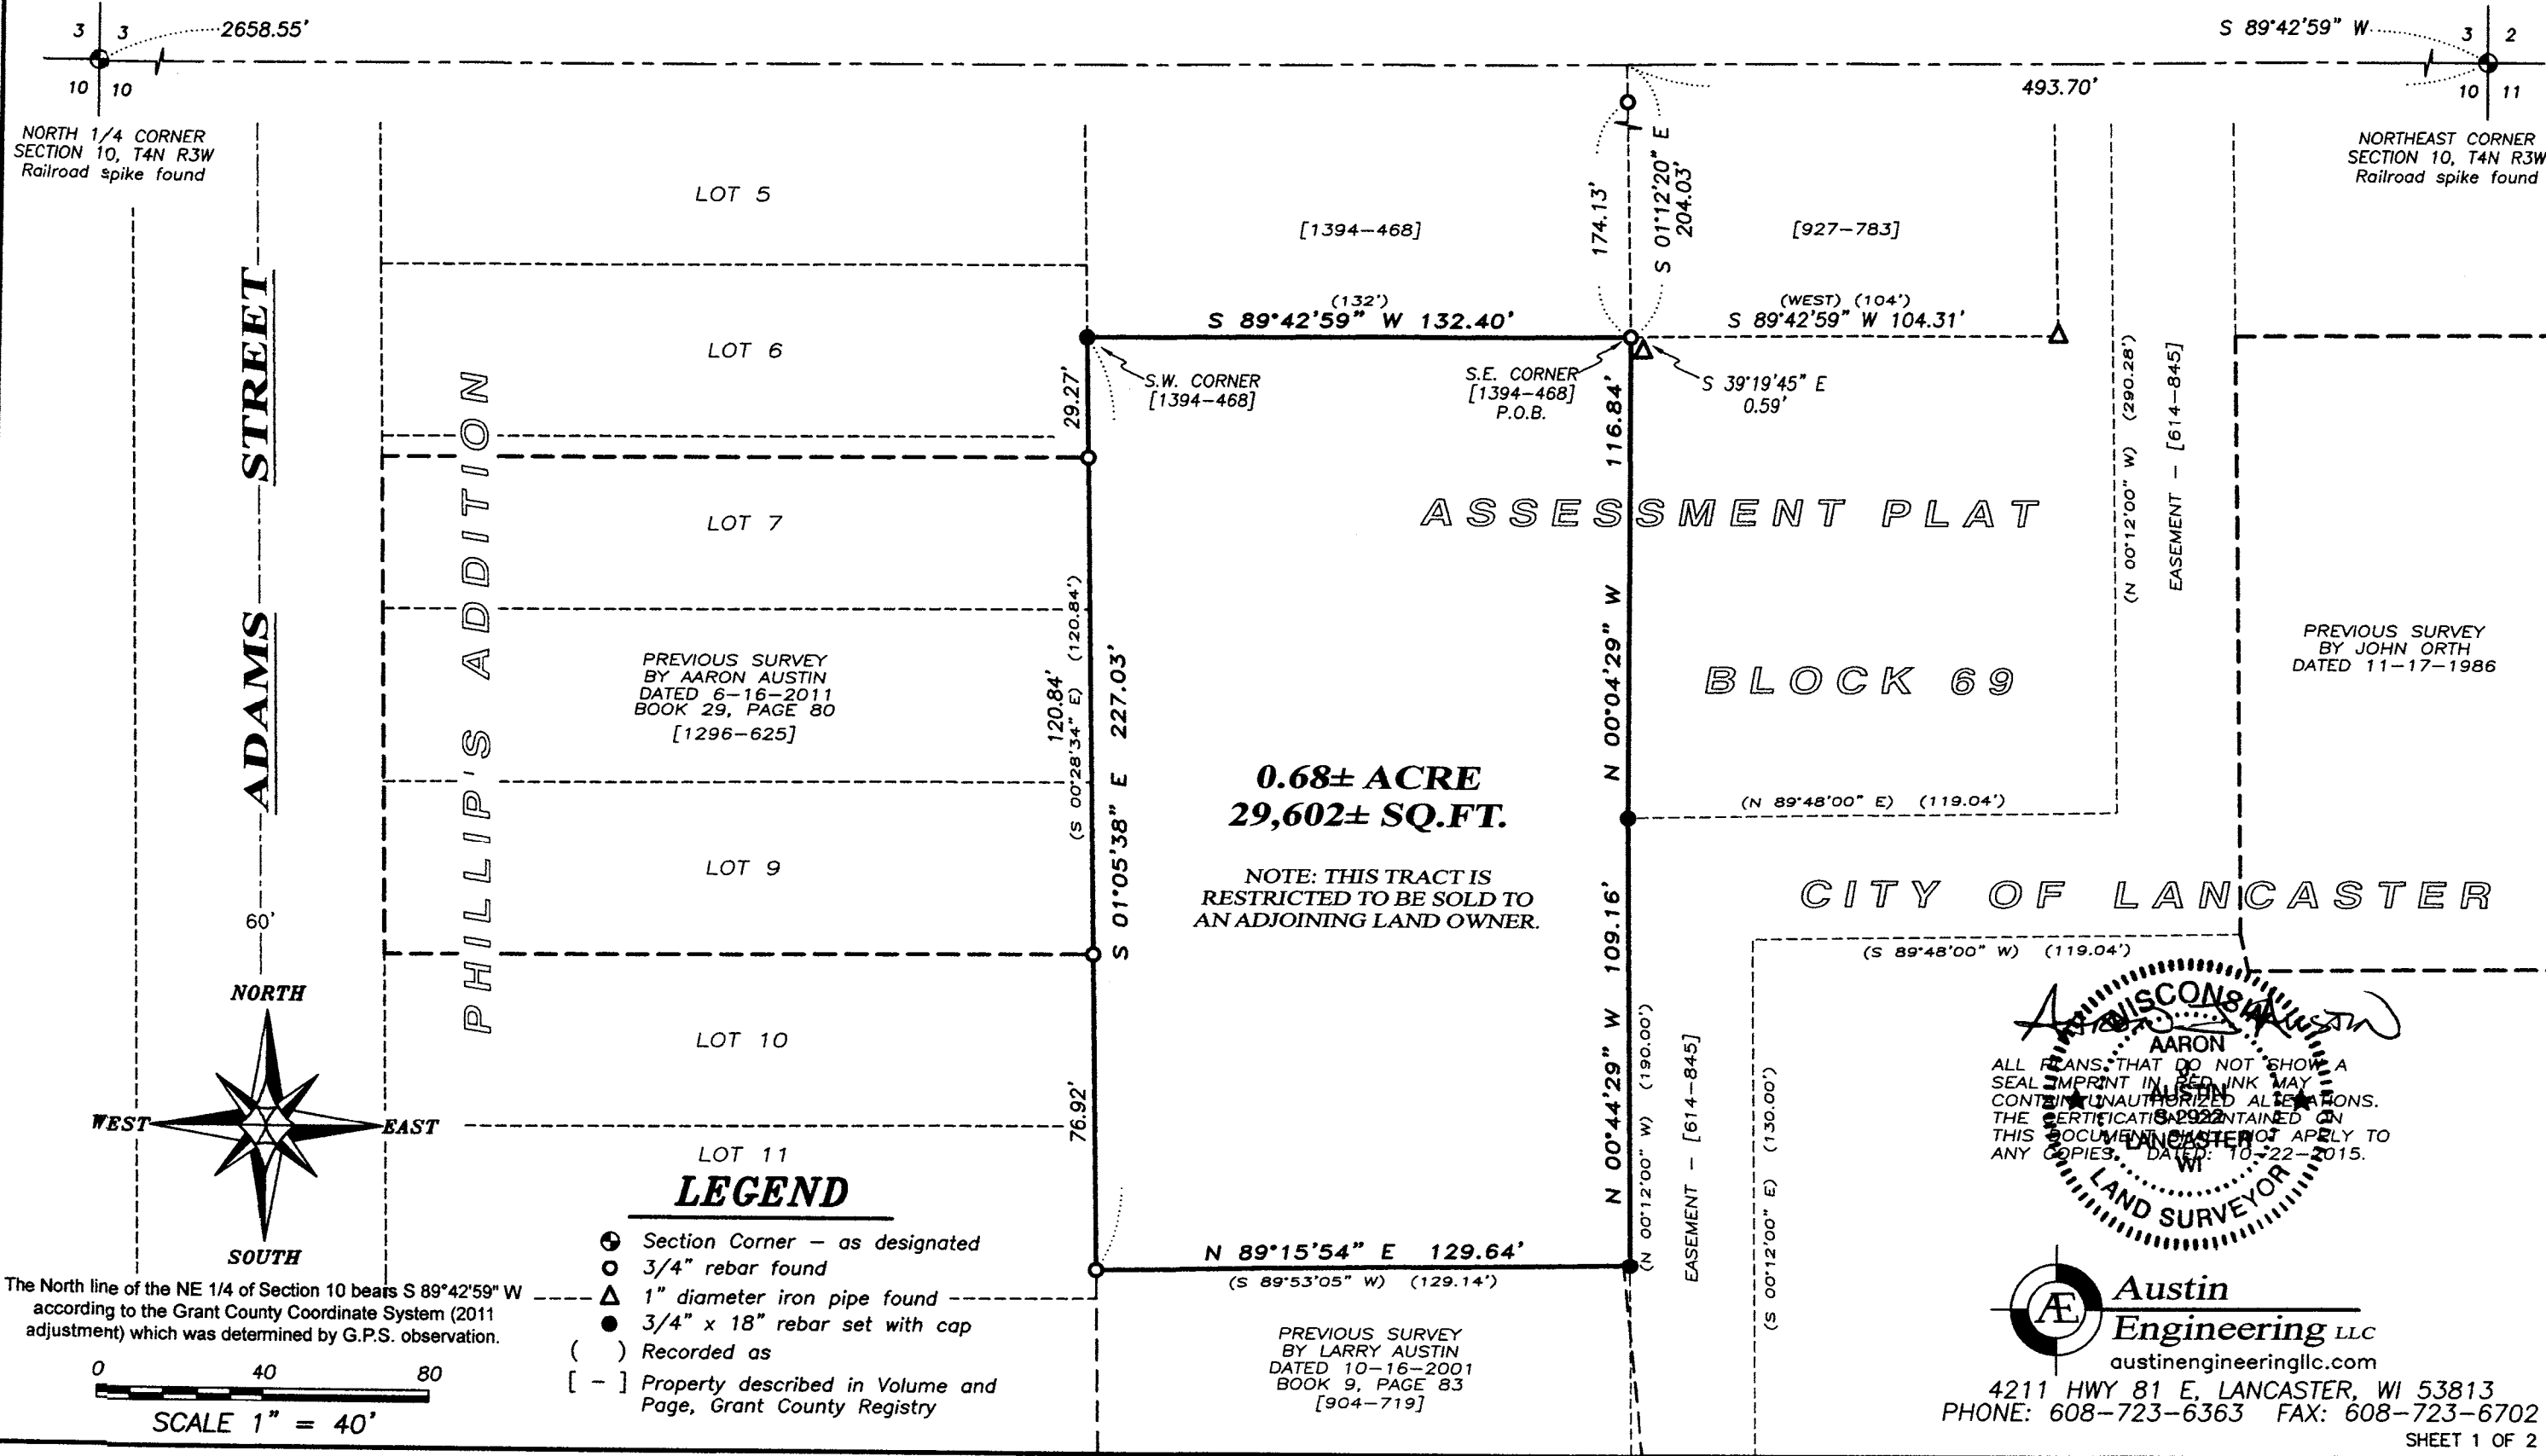 3 3
2658.55'
10 10
NORTH 1/4 CORNER
SECTION 10, T4N R3W
Railroad spike found
S 89°42'59" W
3 2
10 11
493.70'
NORTHEAST CORNER
SECTION 10, T4N R3W
Railroad spike found
ADAMS STREET
60'
PHILLIP'S ADDITION
LOT 5
LOT 6
LOT 7
PREVIOUS SURVEY
BY AARON AUSTIN
DATED 6-16-2011
BOOK 29, PAGE 80
[1296-625]
LOT 9
LOT 10
LOT 11
[1394-468]
174.13'
S 01°12'20" E
204.03'
[927-783]
(132')
S 89°42'59" W 132.40'
(WEST) (104')
S 89°42'59" W 104.31'
S.W. CORNER
[1394-468]
S.E. CORNER
[1394-468]
P.O.B.
S 39°19'45" E
0.59'
29.27'
120.84'
(S 00°28'34" E) (120.84')
S 01°05'38" E 227.03'
76.92'
116.84'
N 00°04'29" W
109.16'
N 00°44'29" W
(N 00°12'00" W) (190.00')
EASEMENT - [614-845]
(S 00°12'00" E) (130.00')
(N 00°12'00" W) (290.28')
EASEMENT - [614-845]
ASSESSMENT PLAT
BLOCK 69
CITY OF LANCASTER
PREVIOUS SURVEY
BY JOHN ORTH
DATED 11-17-1986
(N 89°48'00" E) (119.04')
(S 89°48'00" W) (119.04')
0.68± ACRE
29,602± SQ.FT.
NOTE: THIS TRACT IS
RESTRICTED TO BE SOLD TO
AN ADJOINING LAND OWNER.
N 89°15'54" E 129.64'
(S 89°53'05" W) (129.14')
PREVIOUS SURVEY
BY LARRY AUSTIN
DATED 10-16-2001
BOOK 9, PAGE 83
[904-719]
NORTH
WEST
EAST
SOUTH
The North line of the NE 1/4 of Section 10 bears S 89°42'59" W
according to the Grant County Coordinate System (2011
adjustment) which was determined by G.P.S. observation.
0 40 80
SCALE 1" = 40'
LEGEND
Section Corner - as designated
3/4" rebar found
1" diameter iron pipe found
3/4" x 18" rebar set with cap
( ) Recorded as
[ - ] Property described in Volume and
Page, Grant County Registry
WISCONSIN
AARON
J.
AUSTIN
S-2922
LANCASTER
WI
LAND SURVEYOR
ALL PLANS THAT DO NOT SHOW A
SEAL IMPRINT IN RED INK MAY
CONTAIN UNAUTHORIZED ALTERATIONS.
THE CERTIFICATION CONTAINED ON
THIS DOCUMENT SHALL NOT APPLY TO
ANY COPIES. DATED: 10-22-2015.
Æ
Austin
Engineering LLC
austinengineeringllc.com
4211 HWY 81 E, LANCASTER, WI 53813
PHONE: 608-723-6363 FAX: 608-723-6702
SHEET 1 OF 2